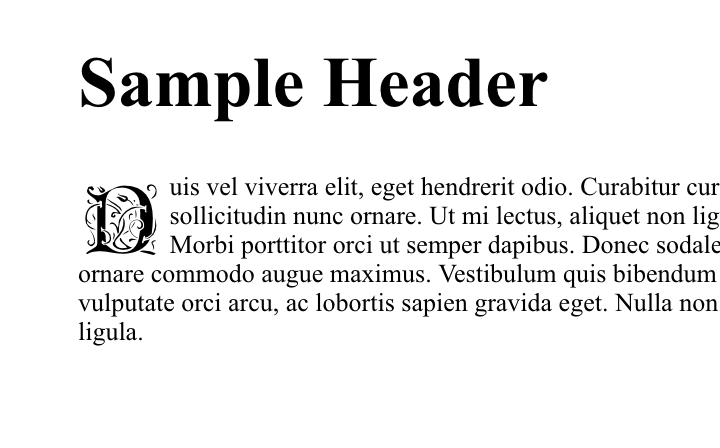 Sample Header
Duis vel viverra elit, eget hendrerit odio. Curabitur cur
sollicitudin nunc ornare. Ut mi lectus, aliquet non lig
Morbi porttitor orci ut semper dapibus. Donec sodale
ornare commodo augue maximus. Vestibulum quis bibendum
vulputate orci arcu, ac lobortis sapien gravida eget. Nulla non
ligula.